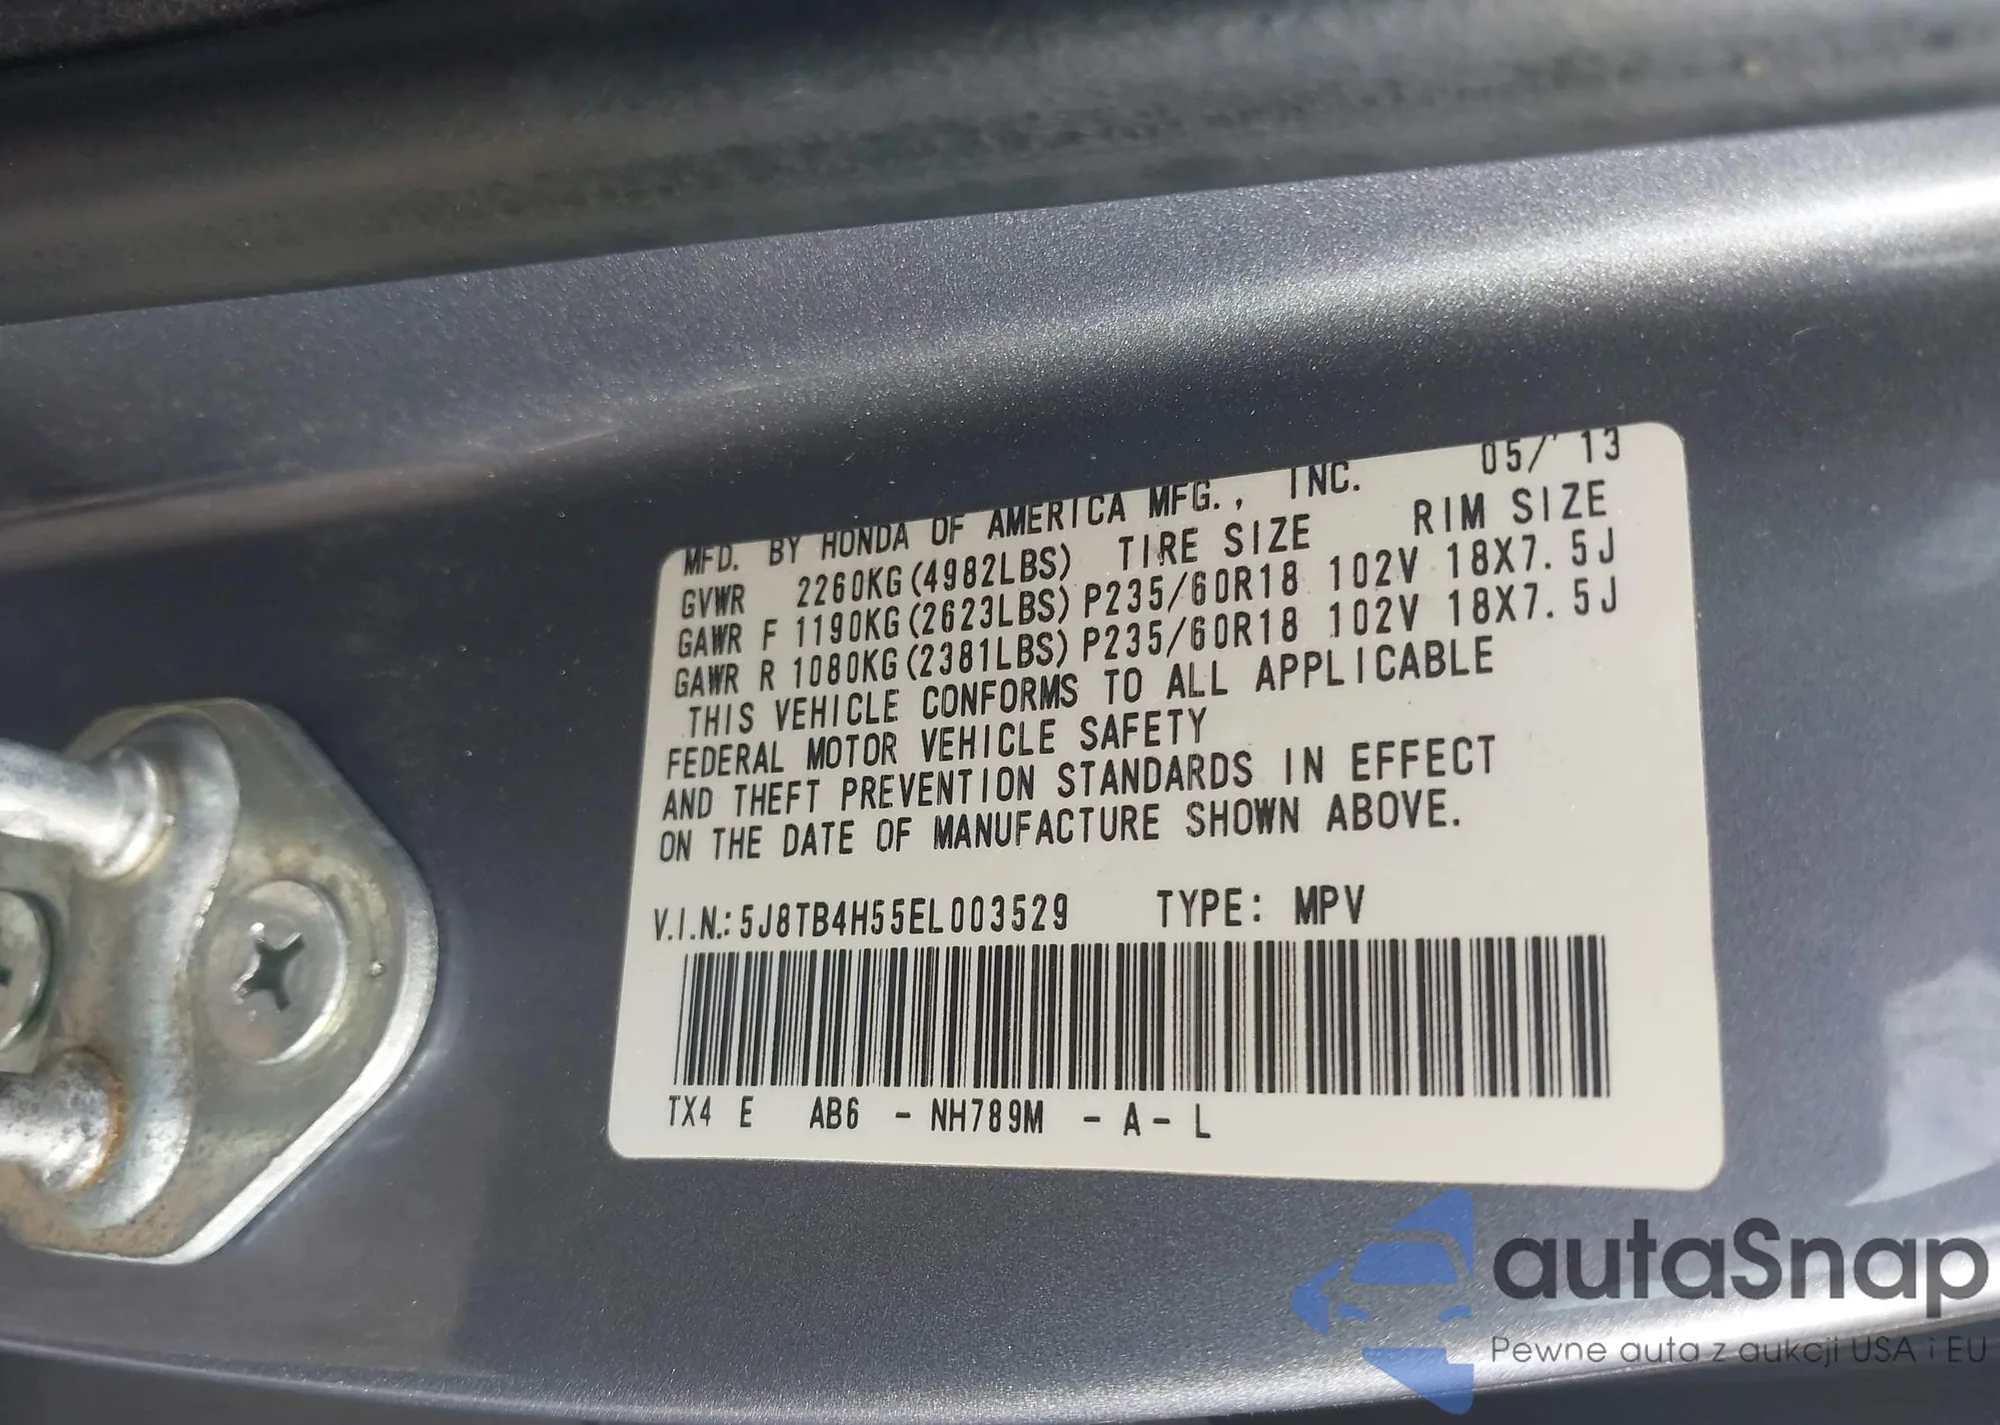 MFD. BY HONDA OF AMERICA MFG., INC. 05/ 13
GVWR 2260KG(4982LBS) TIRE SIZE RIM SIZE
GAWR F 1190KG(2623LBS) P235/60R18 102V 18X7.5J
GAWR R 1080KG(2381LBS) P235/60R18 102V 18X7.5J
THIS VEHICLE CONFORMS TO ALL APPLICABLE
FEDERAL MOTOR VEHICLE SAFETY
AND THEFT PREVENTION STANDARDS IN EFFECT
ON THE DATE OF MANUFACTURE SHOWN ABOVE.
V.I.N.: 5J8TB4H55EL003529 TYPE: MPV
TX4 E AB6 - NH789M - A - L
autaSnap
Pewne auta z aukcji USA i EU